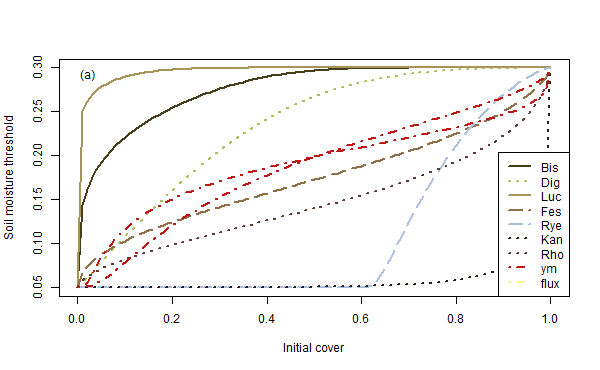 (a)
Soil moisture threshold
0.30
0.25
0.20
0.15
0.10
0.05
Bis
Dig
Luc
Fes
Rye
Kan
Rho
ym
flux
0.0 0.2 0.4 0.6 0.8 1.0
Initial cover